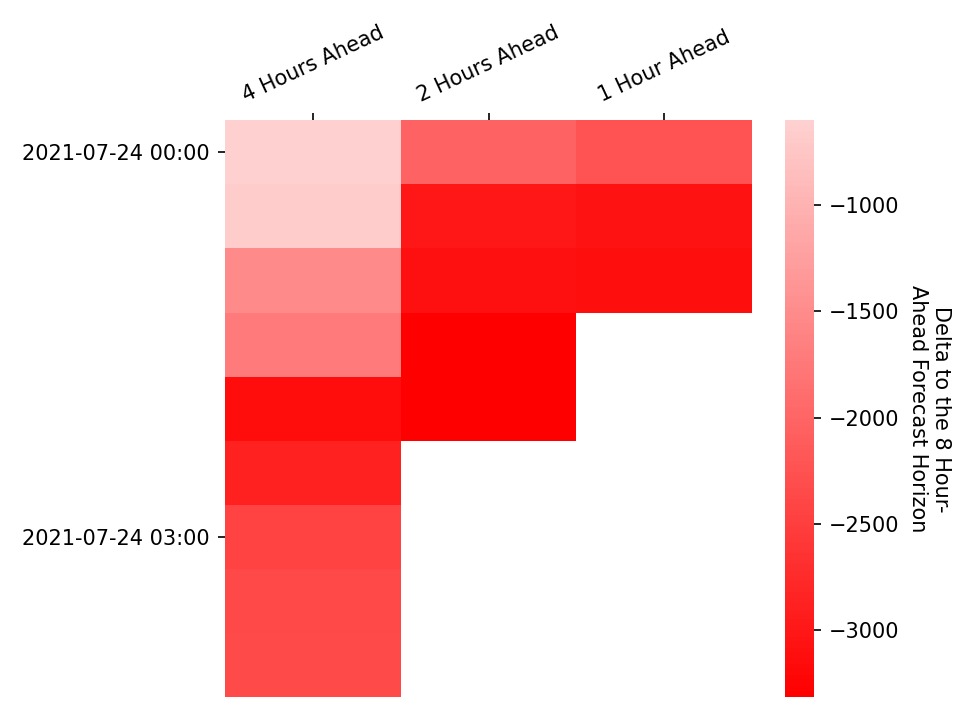 4 Hours Ahead
2 Hours Ahead
1 Hour Ahead
2021-07-24 00:00
2021-07-24 03:00
−1000
−1500
−2000
−2500
−3000
Delta to the 8 Hour-
Ahead Forecast Horizon